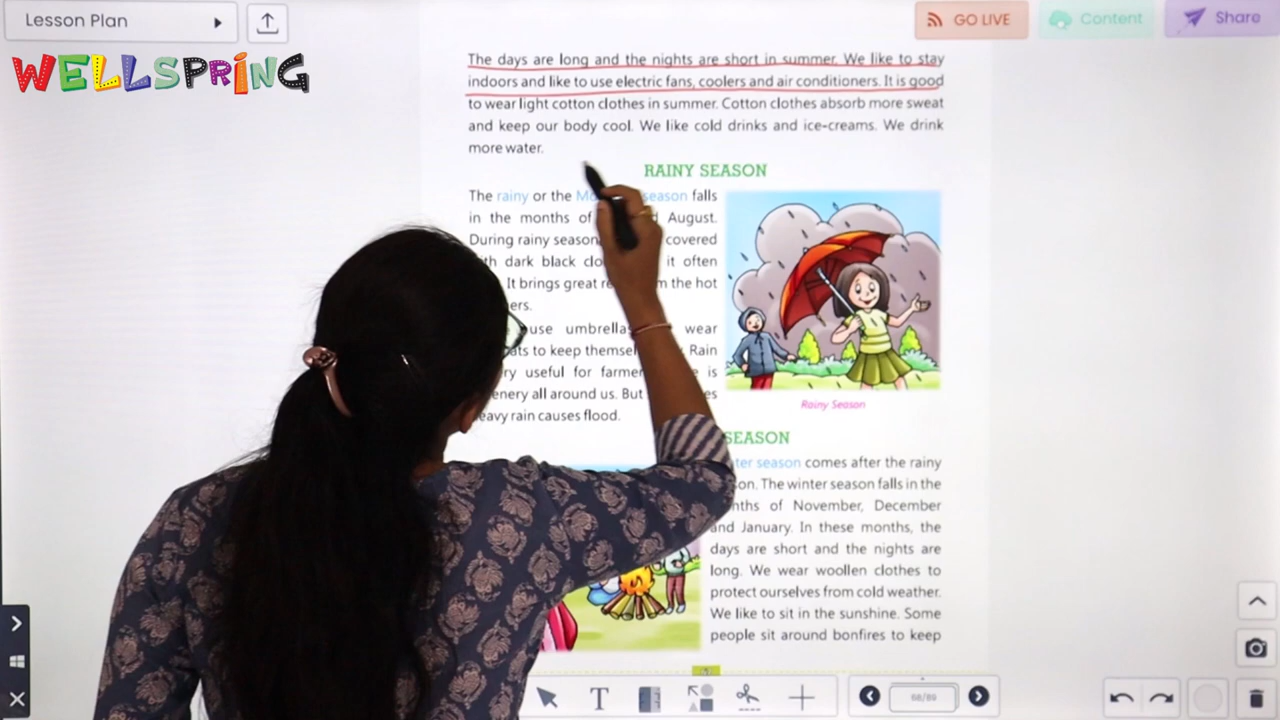 Lesson Plan
GO LIVE
Content
Share
WELLSPRING
The days are long and the nights are short in summer. We like to stay
indoors and like to use electric fans, coolers and air conditioners. It is good
to wear light cotton clothes in summer. Cotton clothes absorb more sweat
and keep our body cool. We like cold drinks and ice-creams. We drink
more water.
RAINY SEASON
The rainy or the season falls
in the months of August.
During rainy season covered
dark black it often
It brings great the hot
use wear
to keep Rain
useful for is
all around us. But
heavy rain causes flood.
Rainy Season
SEASON
season comes after the rainy
The winter season falls in the
of November, December
and January. In these months, the
days are short and the nights are
long. We wear woollen clothes to
protect ourselves from cold weather.
We like to sit in the sunshine. Some
people sit around bonfires to keep
T
68/89